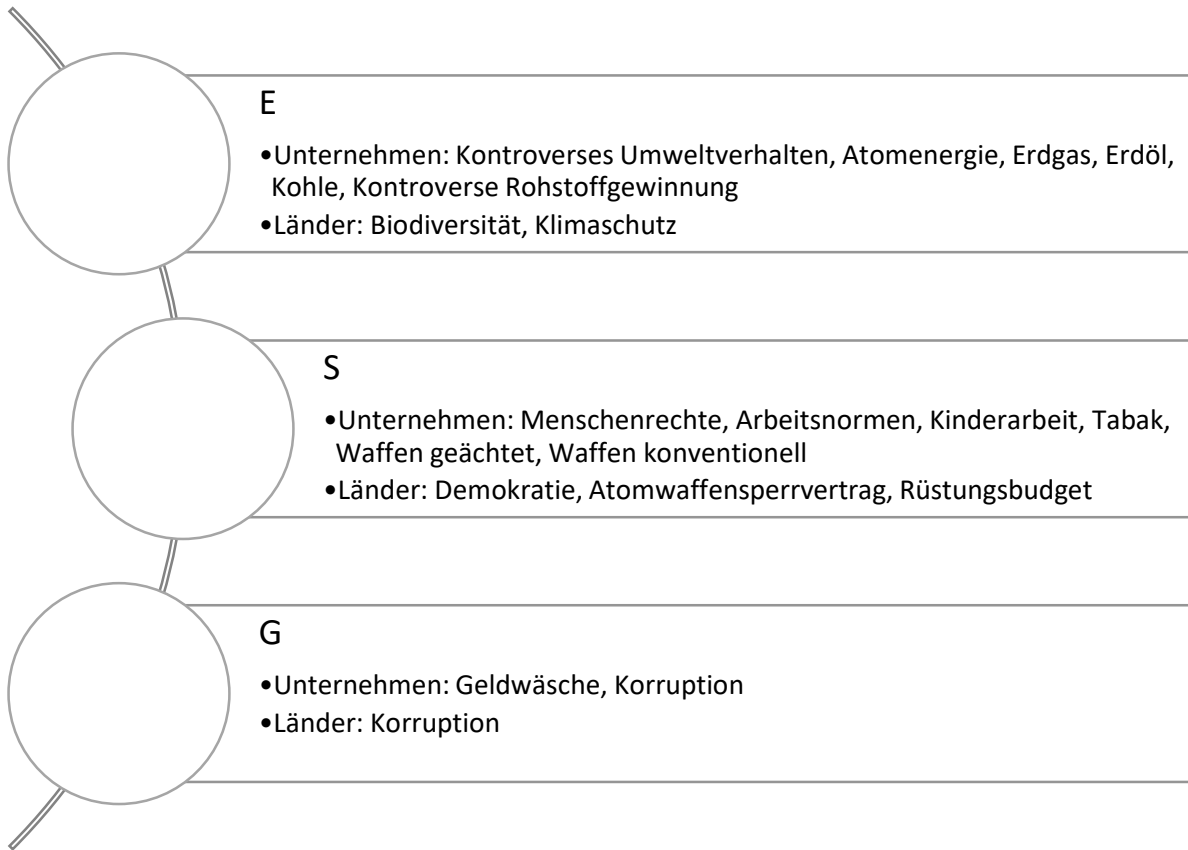 E
•Unternehmen: Kontroverses Umweltverhalten, Atomenergie, Erdgas, Erdöl,
Kohle, Kontroverse Rohstoffgewinnung
•Länder: Biodiversität, Klimaschutz
S
•Unternehmen: Menschenrechte, Arbeitsnormen, Kinderarbeit, Tabak,
Waffen geächtet, Waffen konventionell
•Länder: Demokratie, Atomwaffensperrvertrag, Rüstungsbudget
G
•Unternehmen: Geldwäsche, Korruption
•Länder: Korruption